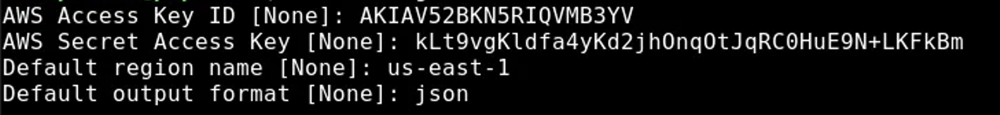 AWS Access Key ID [None]: AKIAV52BKN5RIQVMB3YV
AWS Secret Access Key [None]: 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
Default region name [None]: us-east-1
Default output format [None]: json